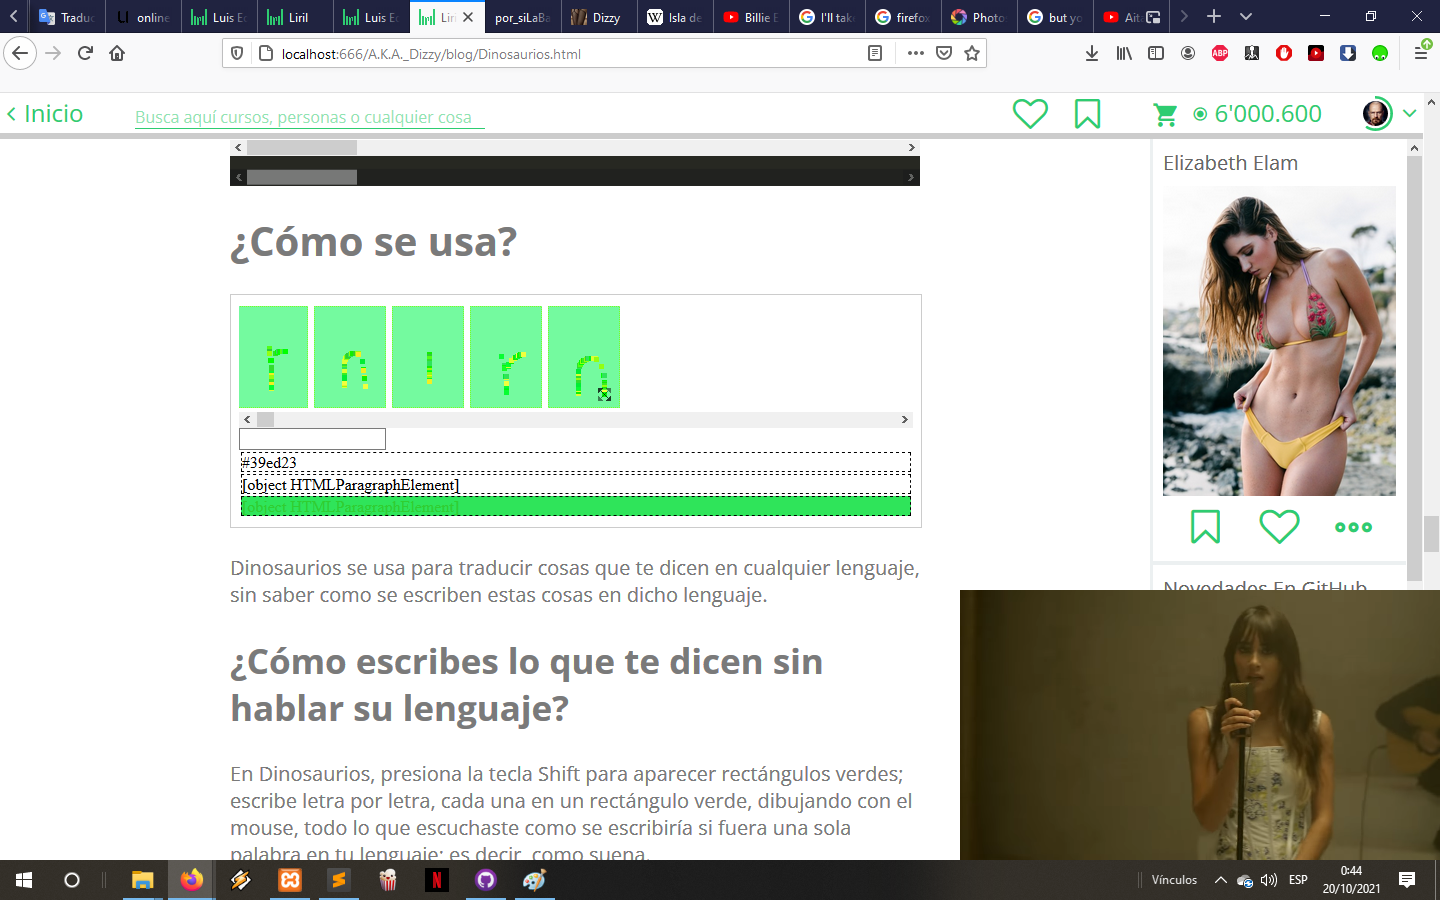 Traduc
online
Luis Ed
Liril
Luis Ed
Liri
por_siLaBa
Dizzy
Isla de
Billie E
I'll take
firefox
Photo
but yo
Aita
localhost:666/A.K.A._Dizzy/blog/Dinosaurios.html
ABP
Inicio
Busca aquí cursos, personas o cualquier cosa
6'000.600
Elizabeth Elam
¿Cómo se usa?
r n i r n
#39ed23
[object HTMLParagraphElement]
[object HTMLParagraphElement]
Dinosaurios se usa para traducir cosas que te dicen en cualquier lenguaje,
sin saber como se escriben estas cosas en dicho lenguaje.
Novedades En GitHub
¿Cómo escribes lo que te dicen sin
hablar su lenguaje?
En Dinosaurios, presiona la tecla Shift para aparecer rectángulos verdes;
escribe letra por letra, cada una en un rectángulo verde, dibujando con el
mouse, todo lo que escuchaste como se escribiría si fuera una sola
palabra en tu lenguaje; es decir, como suena.
Vínculos
ESP
0:44
20/10/2021